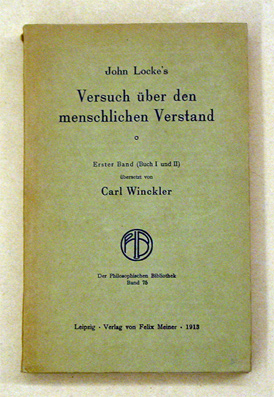 John Locke's
Versuch über den
menschlichen Verstand
Erster Band (Buch I und II)
übersetzt von
Carl Winckler
Der Philosophischen Bibliothek
Band 75
Leipzig · Verlag von Felix Meiner · 1913